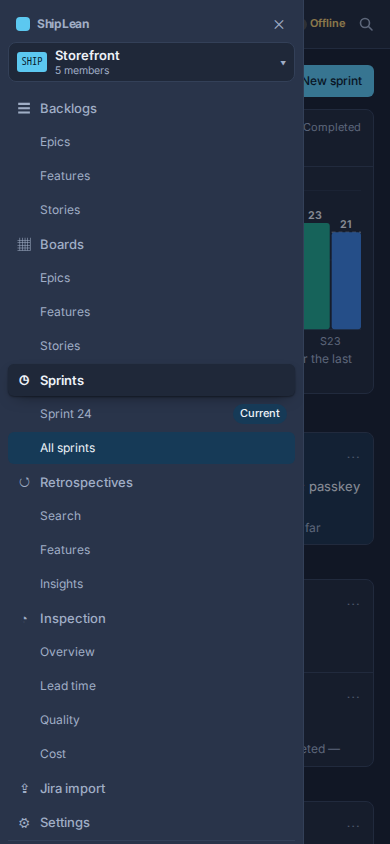 ShipLean
Offline
SHIP
Storefront
5 members
New sprint
Backlogs
Completed
Epics
Features
Stories
Boards
23
21
Epics
Features
Stories
S23
r the last
Sprints
Sprint 24
Current
All sprints
...
Retrospectives
passkey
Search
far
Features
Insights
...
Inspection
Overview
Lead time
...
Quality
Cost
eted —
Jira import
Settings
...